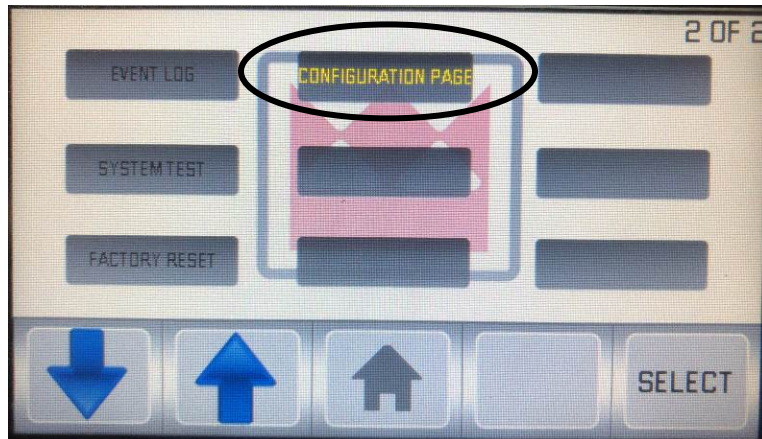 2 OF 2
EVENT LOG
CONFIGURATION PAGE
SYSTEM TEST
FACTORY RESET
SELECT